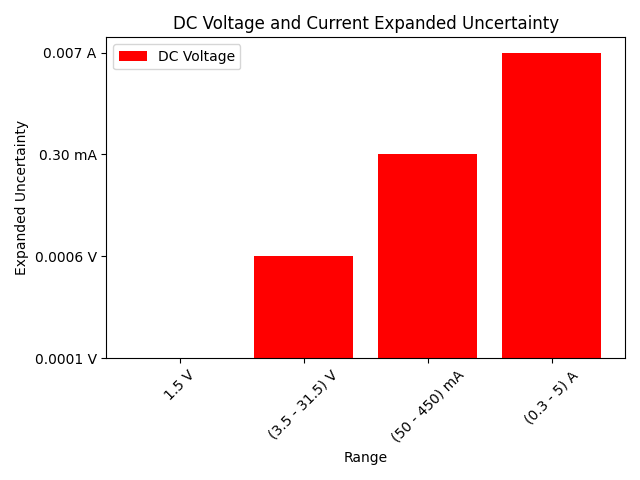 DC Voltage and Current Expanded Uncertainty
DC Voltage
0.007 A
0.30 mA
0.0006 V
0.0001 V
Expanded Uncertainty
1.5 V
(3.5 - 31.5) V
(50 - 450) mA
(0.3 - 5) A
Range